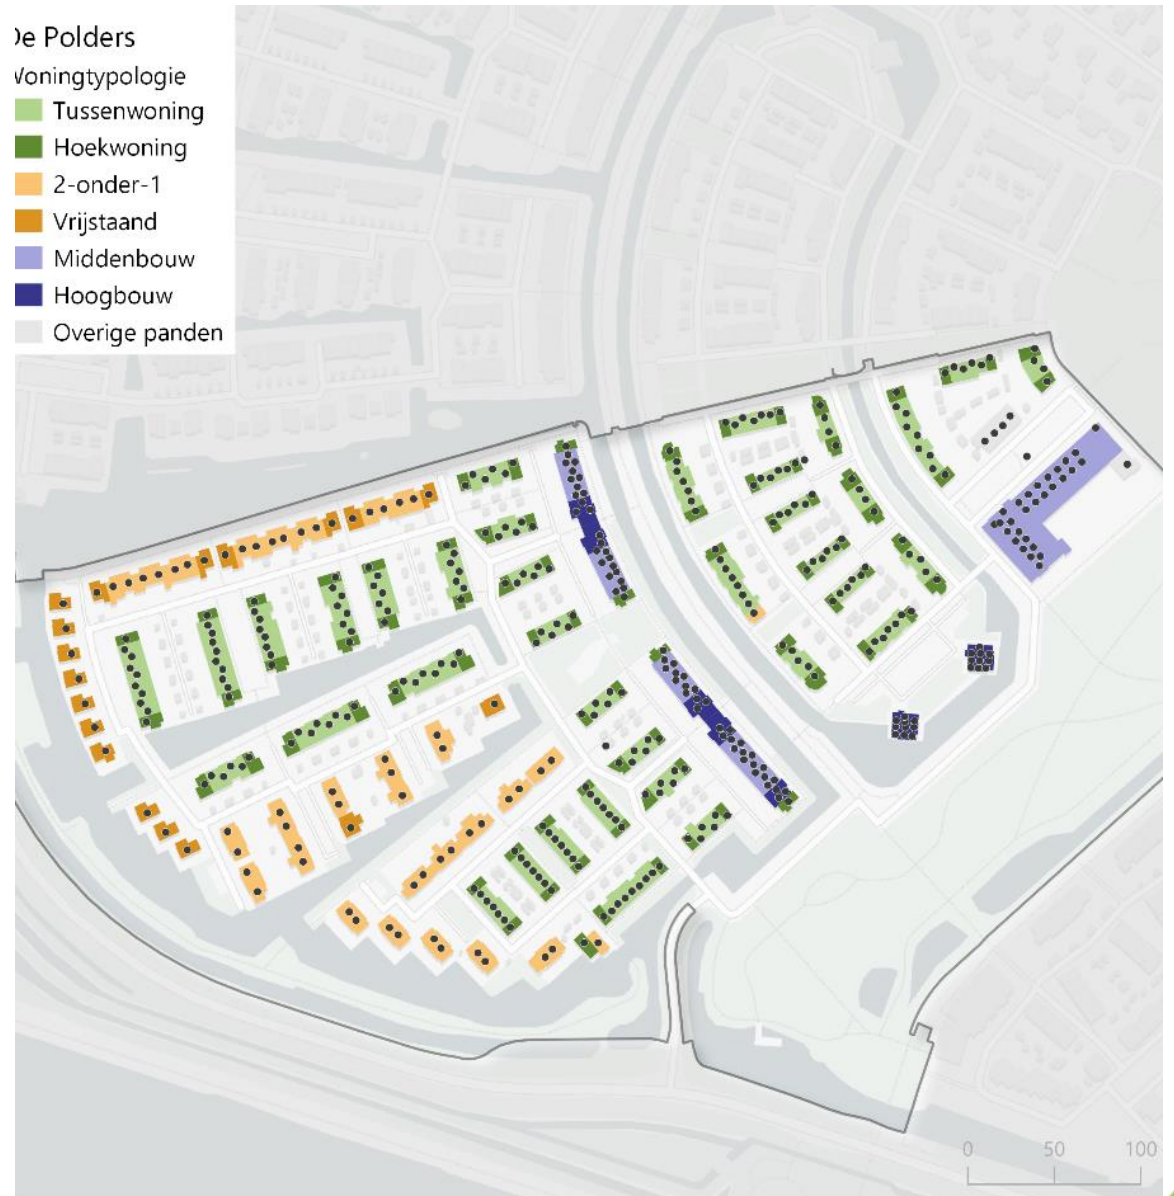 De Polders
Woningtypologie
Tussenwoning
Hoekwoning
2-onder-1
Vrijstaand
Middenbouw
Hoogbouw
Overige panden
0 50 100